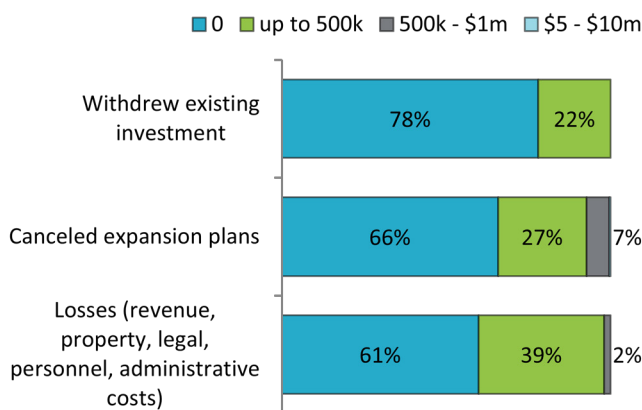 0 up to 500k 500k - $1m $5 - $10m
Withdrew existing
investment
78% 22%
Canceled expansion plans
66% 27% 7%
Losses (revenue,
property, legal,
personnel, administrative
costs)
61% 39% 2%